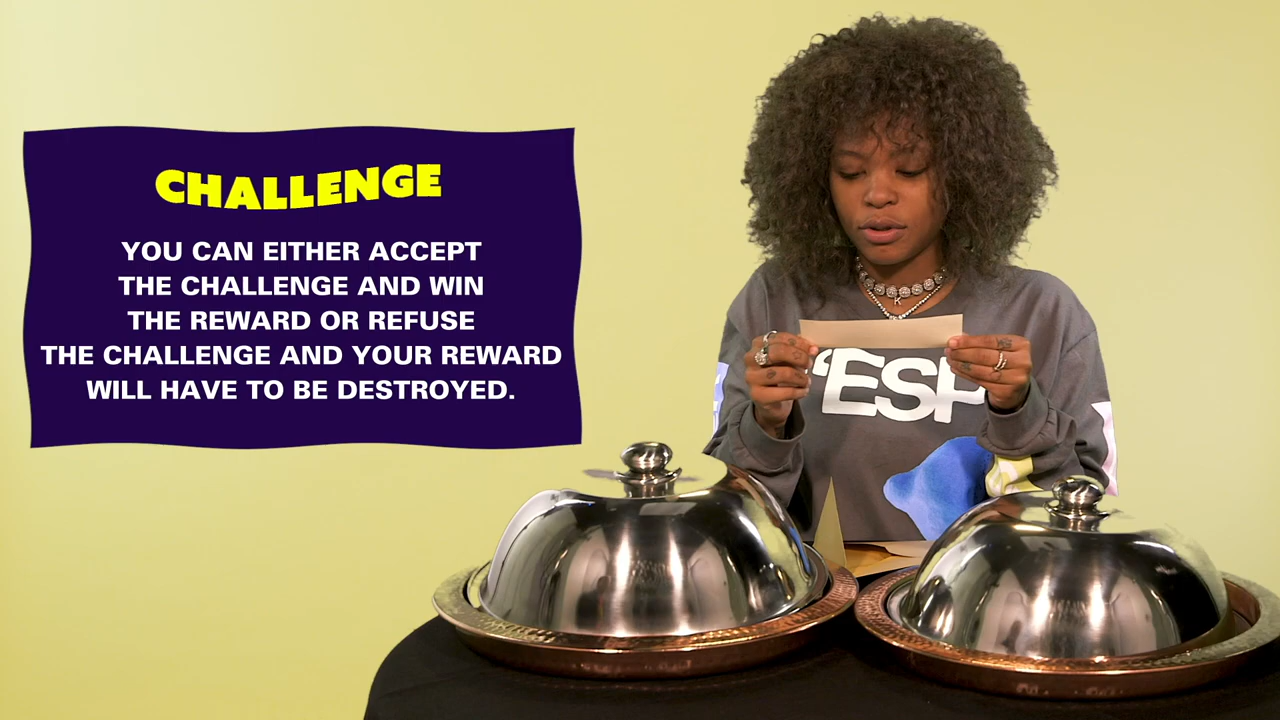 CHALLENGE
YOU CAN EITHER ACCEPT
THE CHALLENGE AND WIN
THE REWARD OR REFUSE
THE CHALLENGE AND YOUR REWARD
WILL HAVE TO BE DESTROYED.
'ESP
K